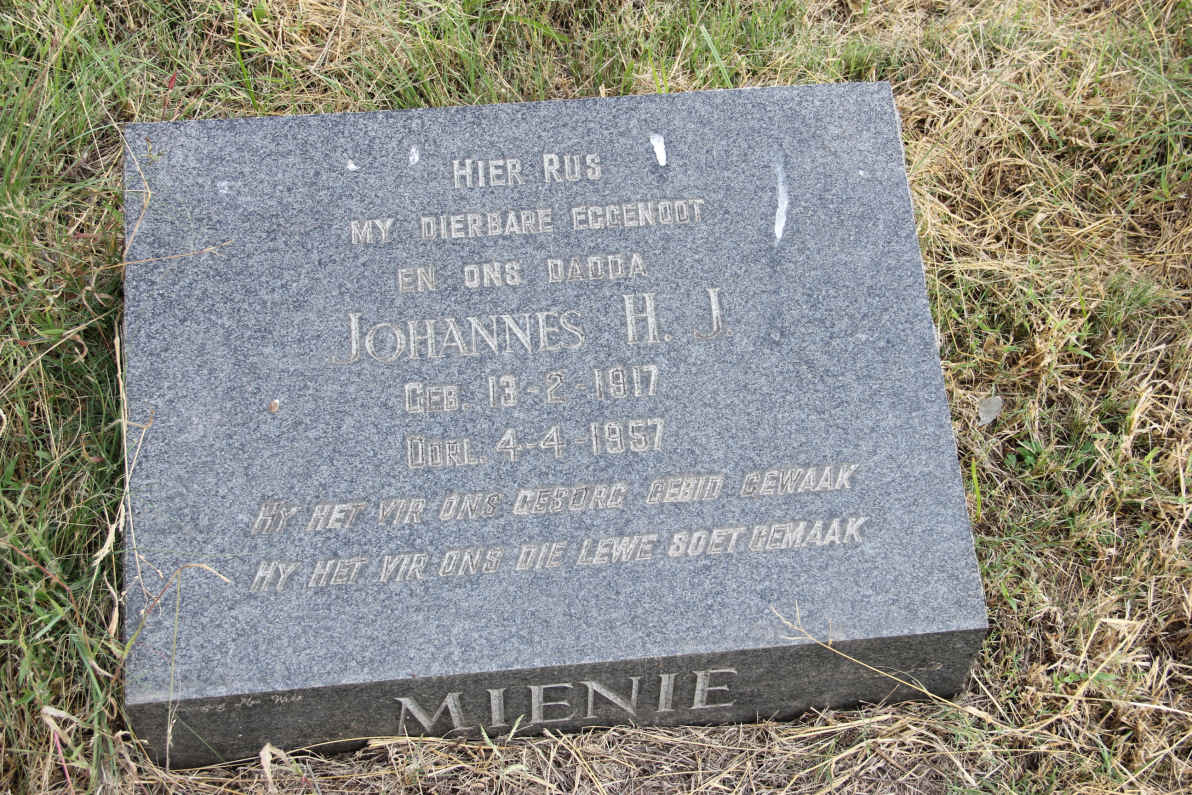 HIER RUS
MY DIERBARE EGGENOOT
EN ONS DADDA
JOHANNES H. J.
GEB. 13-2-1917
OORL. 4-4-1957
HY HET VIR ONS GESORG GEBID GEWAAK
HY HET VIR ONS DIE LEWE SOET GEMAAK
MIENIE